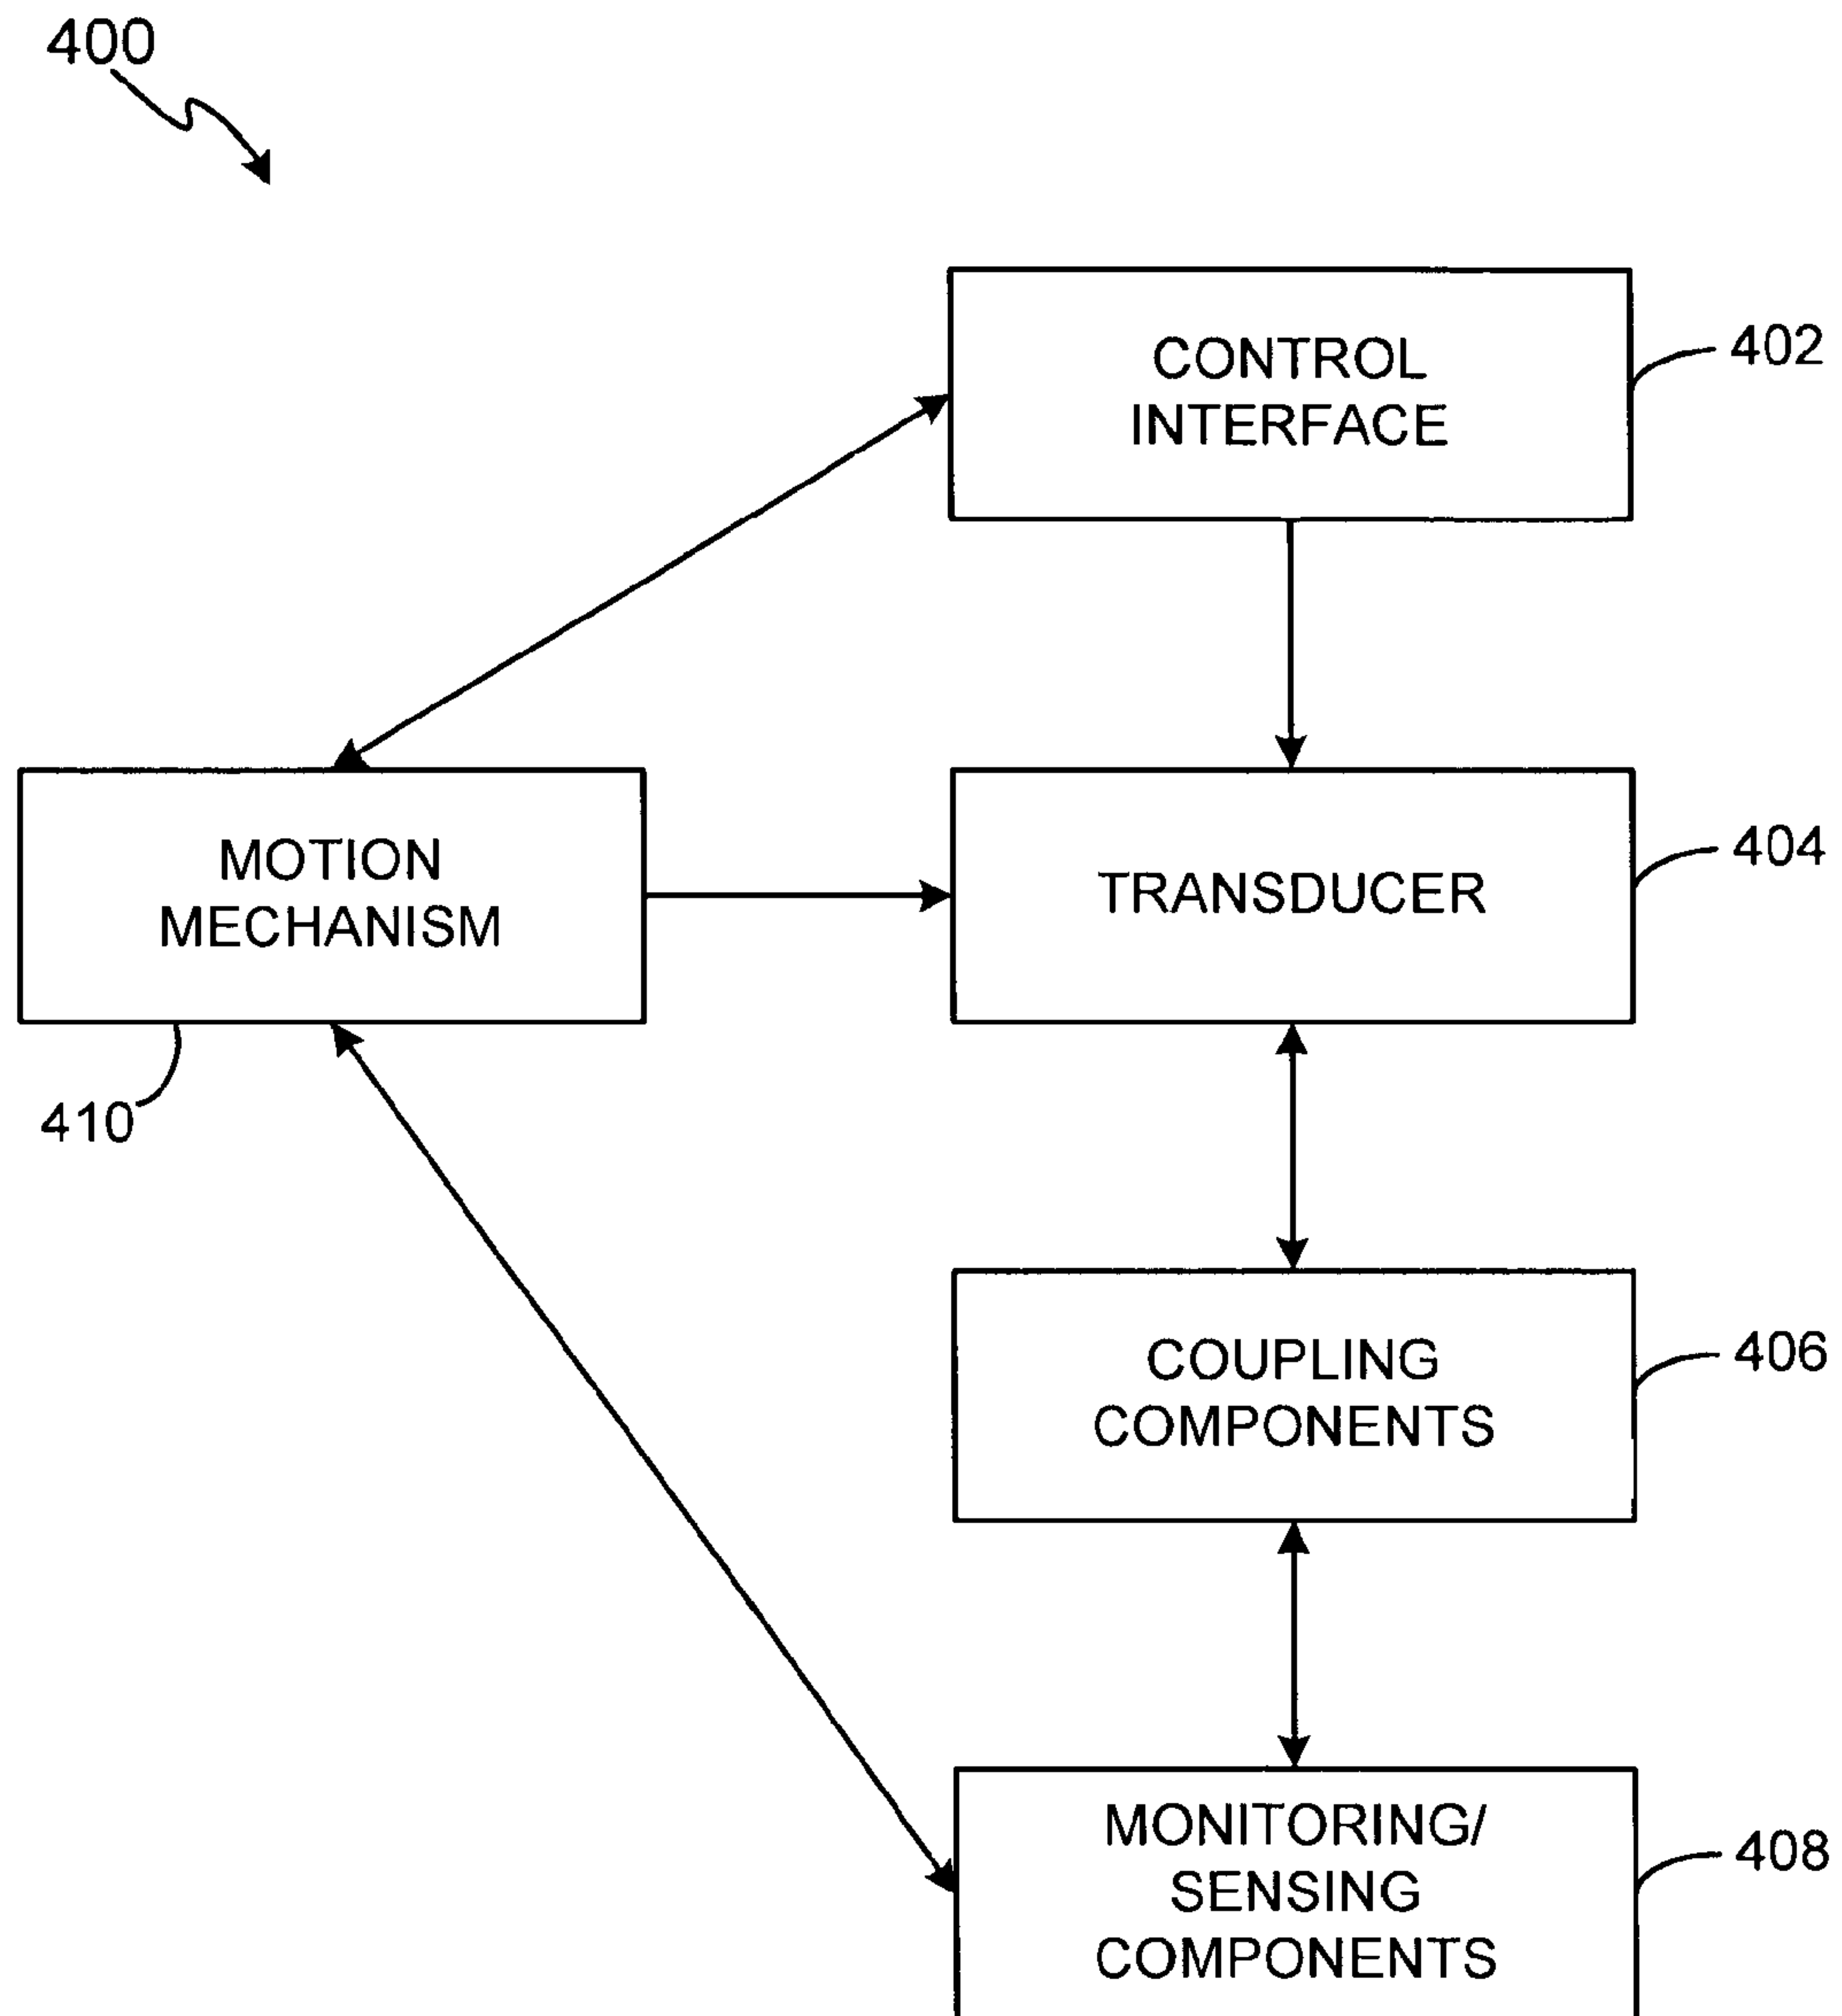 400
CONTROL
INTERFACE
402
MOTION
MECHANISM
410
TRANSDUCER
404
COUPLING
COMPONENTS
406
MONITORING/
SENSING
COMPONENTS
408